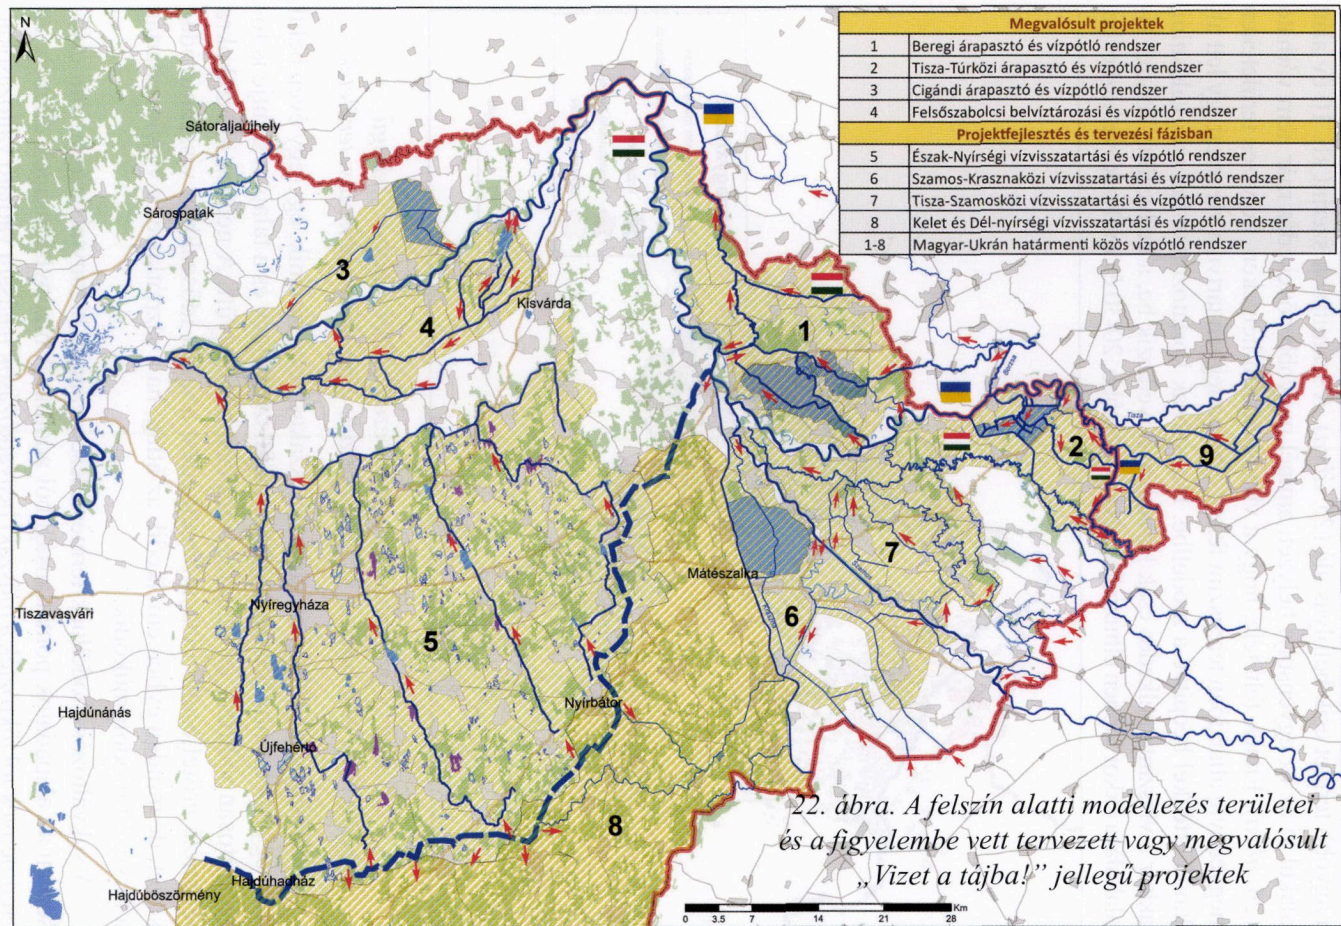 N
Megvalósult projektek
1 Beregi árapasztó és vízpótló rendszer
2 Tisza-Túrközi árapasztó és vízpótló rendszer
3 Cigándi árapasztó és vízpótló rendszer
4 Felsőszabolcsi belvíztározási és vízpótló rendszer
Projektfejlesztés és tervezési fázisban
5 Észak-Nyírségi vízvisszatartási és vízpótló rendszer
6 Szamos-Krasznaközi vízvisszatartási és vízpótló rendszer
7 Tisza-Szamosközi vízvisszatartási és vízpótló rendszer
8 Kelet és Dél-nyírségi vízvisszatartási és vízpótló rendszer
1-8 Magyar-Ukrán határmenti közös vízpótló rendszer
Sátoraljaújhely
Sárospatak
3
Kisvárda
4
1
Borzsa
Tisza
2
9
Mátészalka
7
Szamos
Kraszna
6
Tiszavasvári
Nyíregyháza
5
Nyírbátor
Hajdúnánás
Újfehértó
8
Hajdúhadház
Hajdúböszörmény
22. ábra. A felszín alatti modellezés területei
és a figyelembe vett tervezett vagy megvalósult
„Vizet a tájba!” jellegű projektek
0 3.5 7 14 21 28 Km